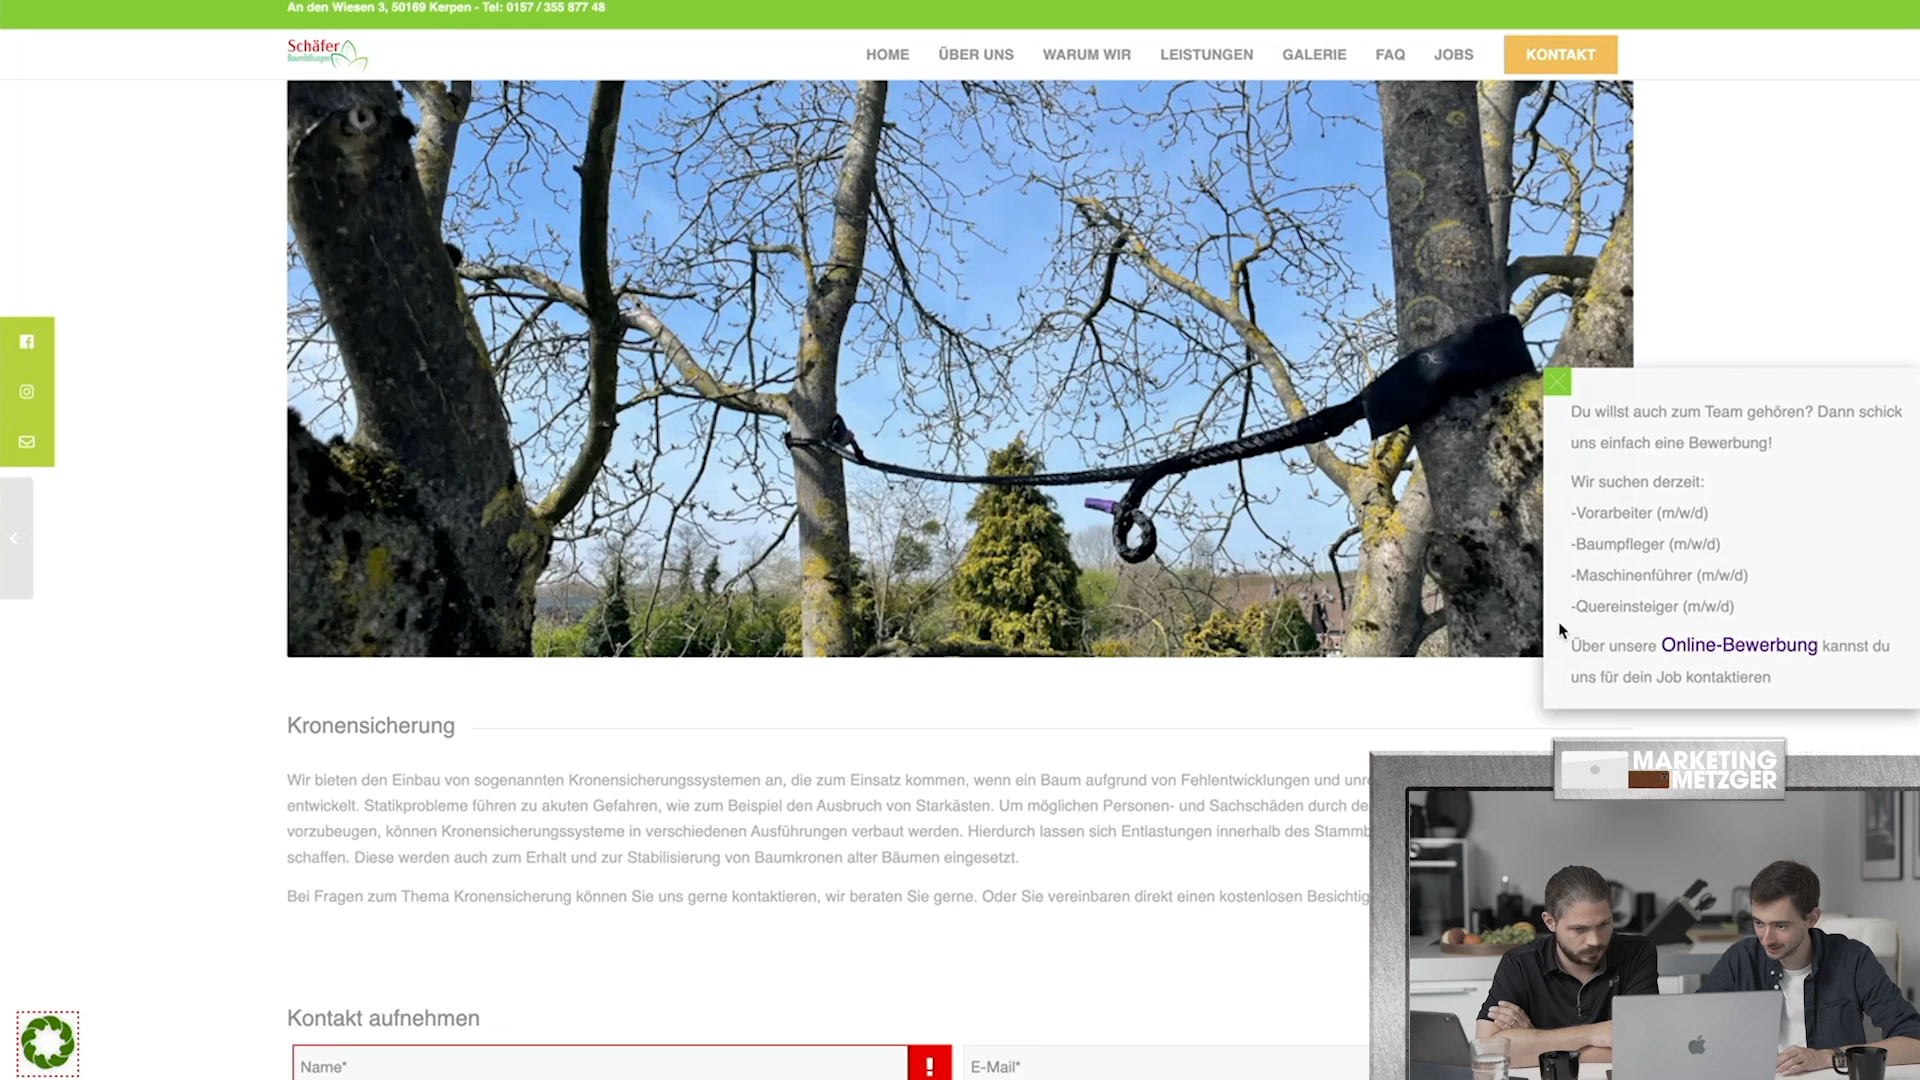 An den Wiesen 3, 50169 Kerpen - Tel: 0157 / 355 877 48
Schäfer
Baumfällungen
HOME ÜBER UNS WARUM WIR LEISTUNGEN GALERIE FAQ JOBS KONTAKT
Du willst auch zum Team gehören? Dann schick
uns einfach eine Bewerbung!
Wir suchen derzeit:
-Vorarbeiter (m/w/d)
-Baumpfleger (m/w/d)
-Maschinenführer (m/w/d)
-Quereinsteiger (m/w/d)
Über unsere Online-Bewerbung kannst du
uns für dein Job kontaktieren
Kronensicherung
Wir bieten den Einbau von sogenannten Kronensicherungssystemen an, die zum Einsatz kommen, wenn ein Baum aufgrund von Fehlentwicklungen und
entwickelt. Statikprobleme führen zu akuten Gefahren, wie zum Beispiel den Ausbruch von Starkästen. Um möglichen Personen- und Sachschäden durch
vorzubeugen, können Kronensicherungssysteme in verschiedenen Ausführungen verbaut werden. Hierdurch lassen sich Entlastungen innerhalb des
schaffen. Diese werden auch zum Erhalt und zur Stabilisierung von Baumkronen alter Bäumen eingesetzt.
Bei Fragen zum Thema Kronensicherung können Sie uns gerne kontaktieren, wir beraten Sie gerne. Oder Sie vereinbaren direkt einen kostenlosen
MARKETING
METZGER
Kontakt aufnehmen
Name* ! E-Mail*